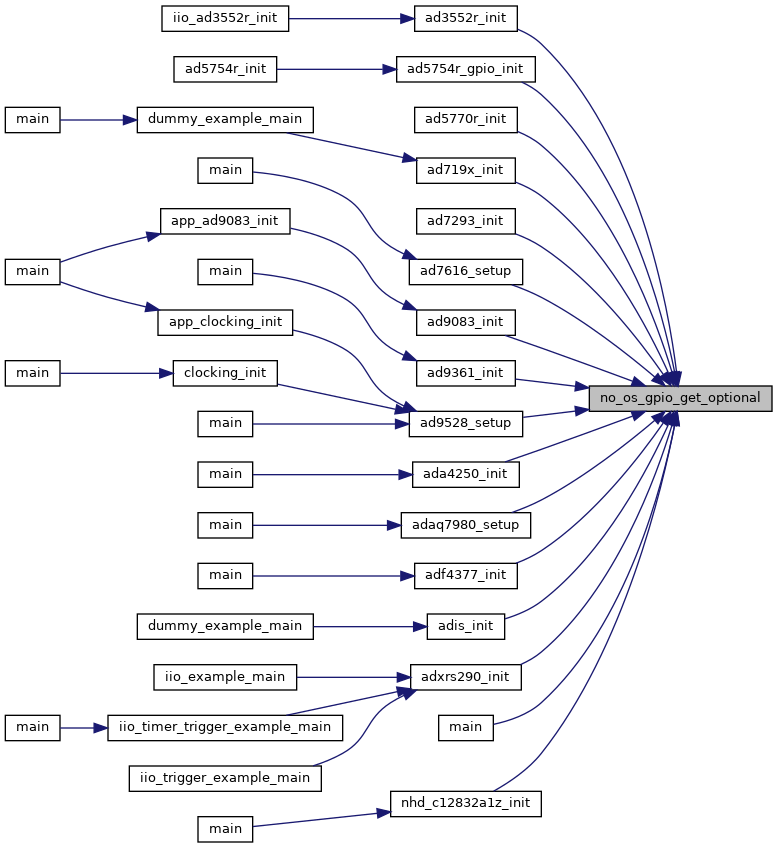 iio_ad3552r_init
ad3552r_init
ad5754r_init
ad5754r_gpio_init
main
dummy_example_main
ad5770r_init
main
ad719x_init
app_ad9083_init
ad7293_init
main
main
ad7616_setup
app_clocking_init
ad9083_init
main
clocking_init
ad9361_init
no_os_gpio_get_optional
main
ad9528_setup
main
ada4250_init
main
adaq7980_setup
main
adf4377_init
dummy_example_main
adis_init
iio_example_main
adxrs290_init
main
iio_timer_trigger_example_main
main
iio_trigger_example_main
nhd_c12832a1z_init
main